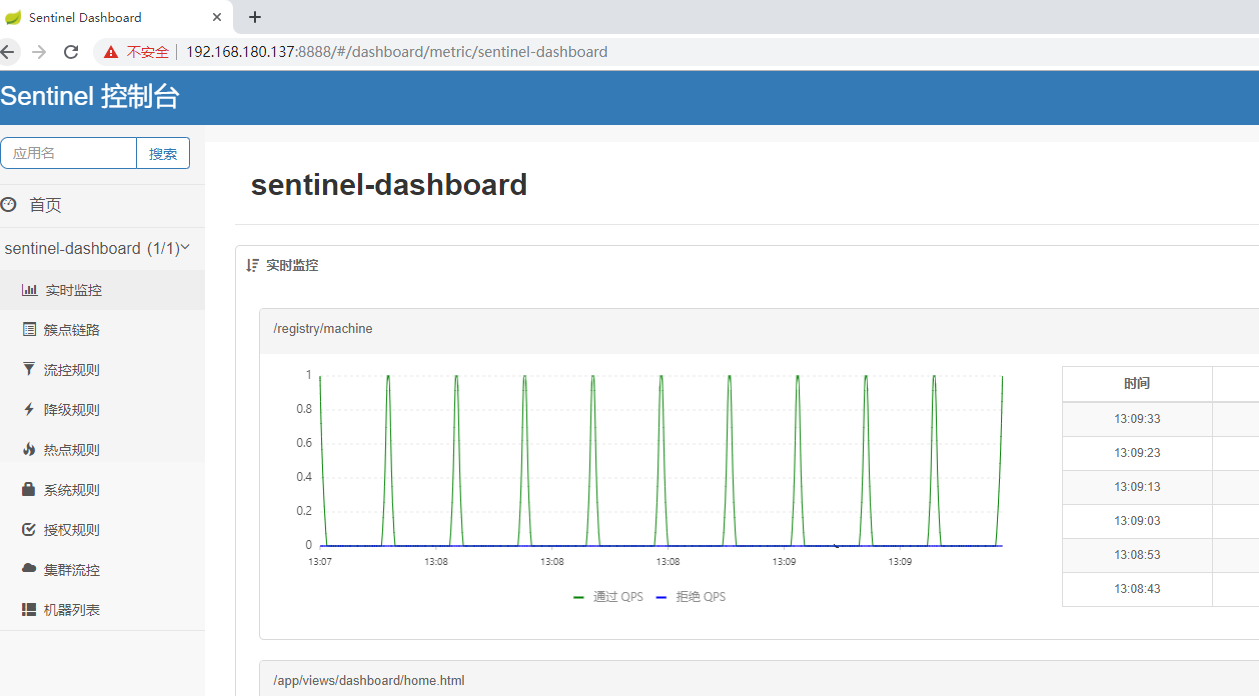 Sentinel Dashboard
不安全
192.168.180.137:8888/#/dashboard/metric/sentinel-dashboard
Sentinel 控制台
应用名
搜索
首页
sentinel-dashboard (1/1)
实时监控
簇点链路
流控规则
降级规则
热点规则
系统规则
授权规则
集群流控
机器列表
sentinel-dashboard
实时监控
/registry/machine
1
0.8
0.6
0.4
0.2
0
13:07 13:08 13:08 13:08 13:09 13:09
通过 QPS 拒绝 QPS
时间
13:09:33
13:09:23
13:09:13
13:09:03
13:08:53
13:08:43
/app/views/dashboard/home.html